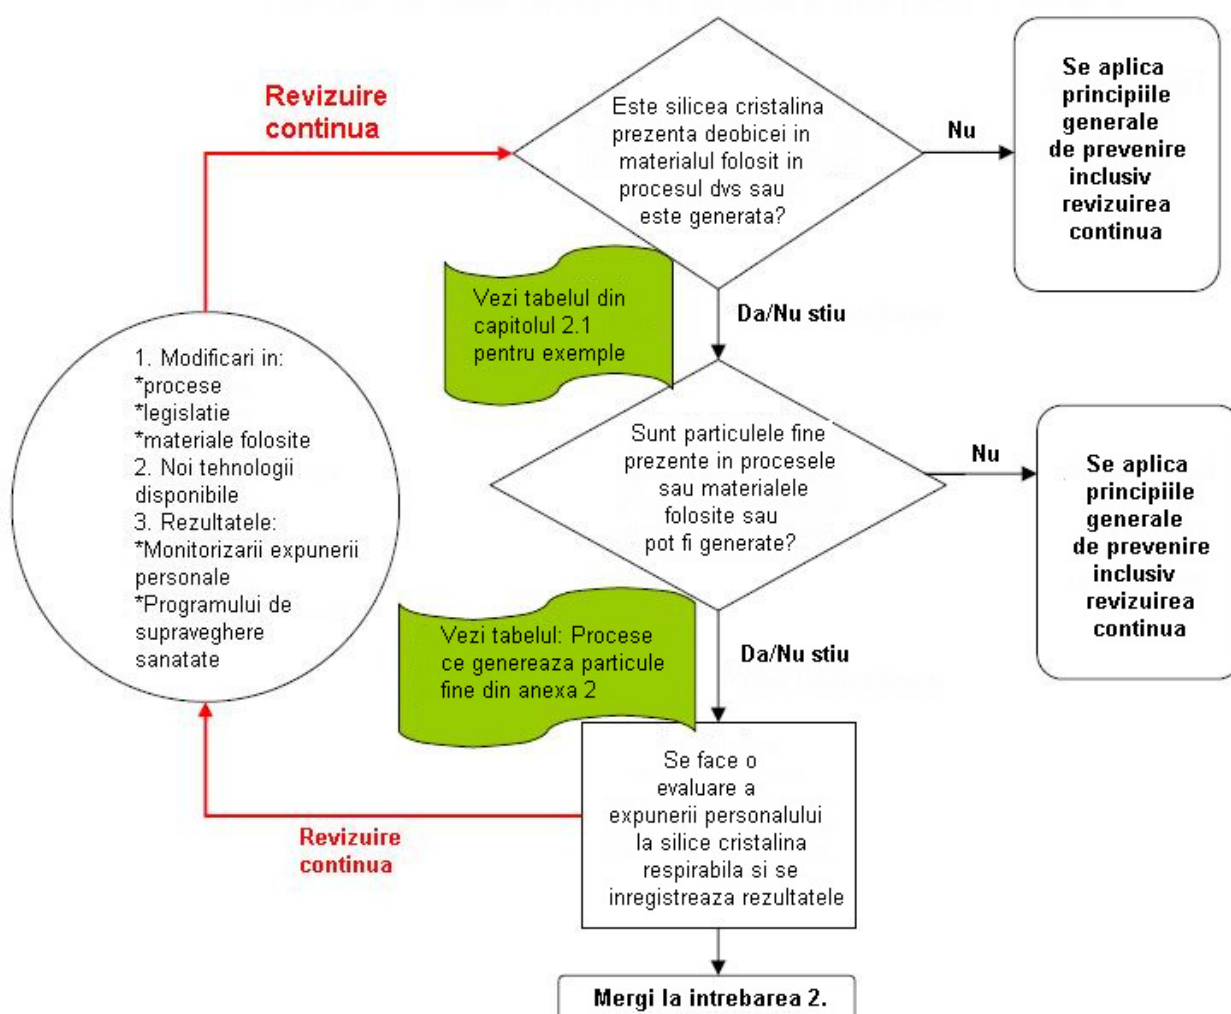 Revizuire
continua
Este silicea cristalina
prezenta deobicei in
materialul folosit in
procesul dvs sau
este generata?
Nu
Se aplica
principiile
generale
de prevenire
inclusiv
revizuirea
continua
Vezi tabelul din
capitolul 2.1
pentru exemple
Da/Nu stiu
1. Modificari in:
*procese
*legislatie
*materiale folosite
2. Noi tehnologii
disponibile
3. Rezultatele:
*Monitorizarii expunerii
personale
*Programului de
supraveghere
sanatate
Sunt particulele fine
prezente in procesele
sau materialele
folosite sau
pot fi generate?
Nu
Se aplica
principiile
generale
de prevenire
inclusiv
revizuirea
continua
Vezi tabelul: Procese
ce genereaza particule
fine din anexa 2
Da/Nu stiu
Se face o
evaluare a
expunerii personalului
la silice cristalina
respirabila si se
inregistreaza rezultatele
Revizuire
continua
Mergi la intrebarea 2.